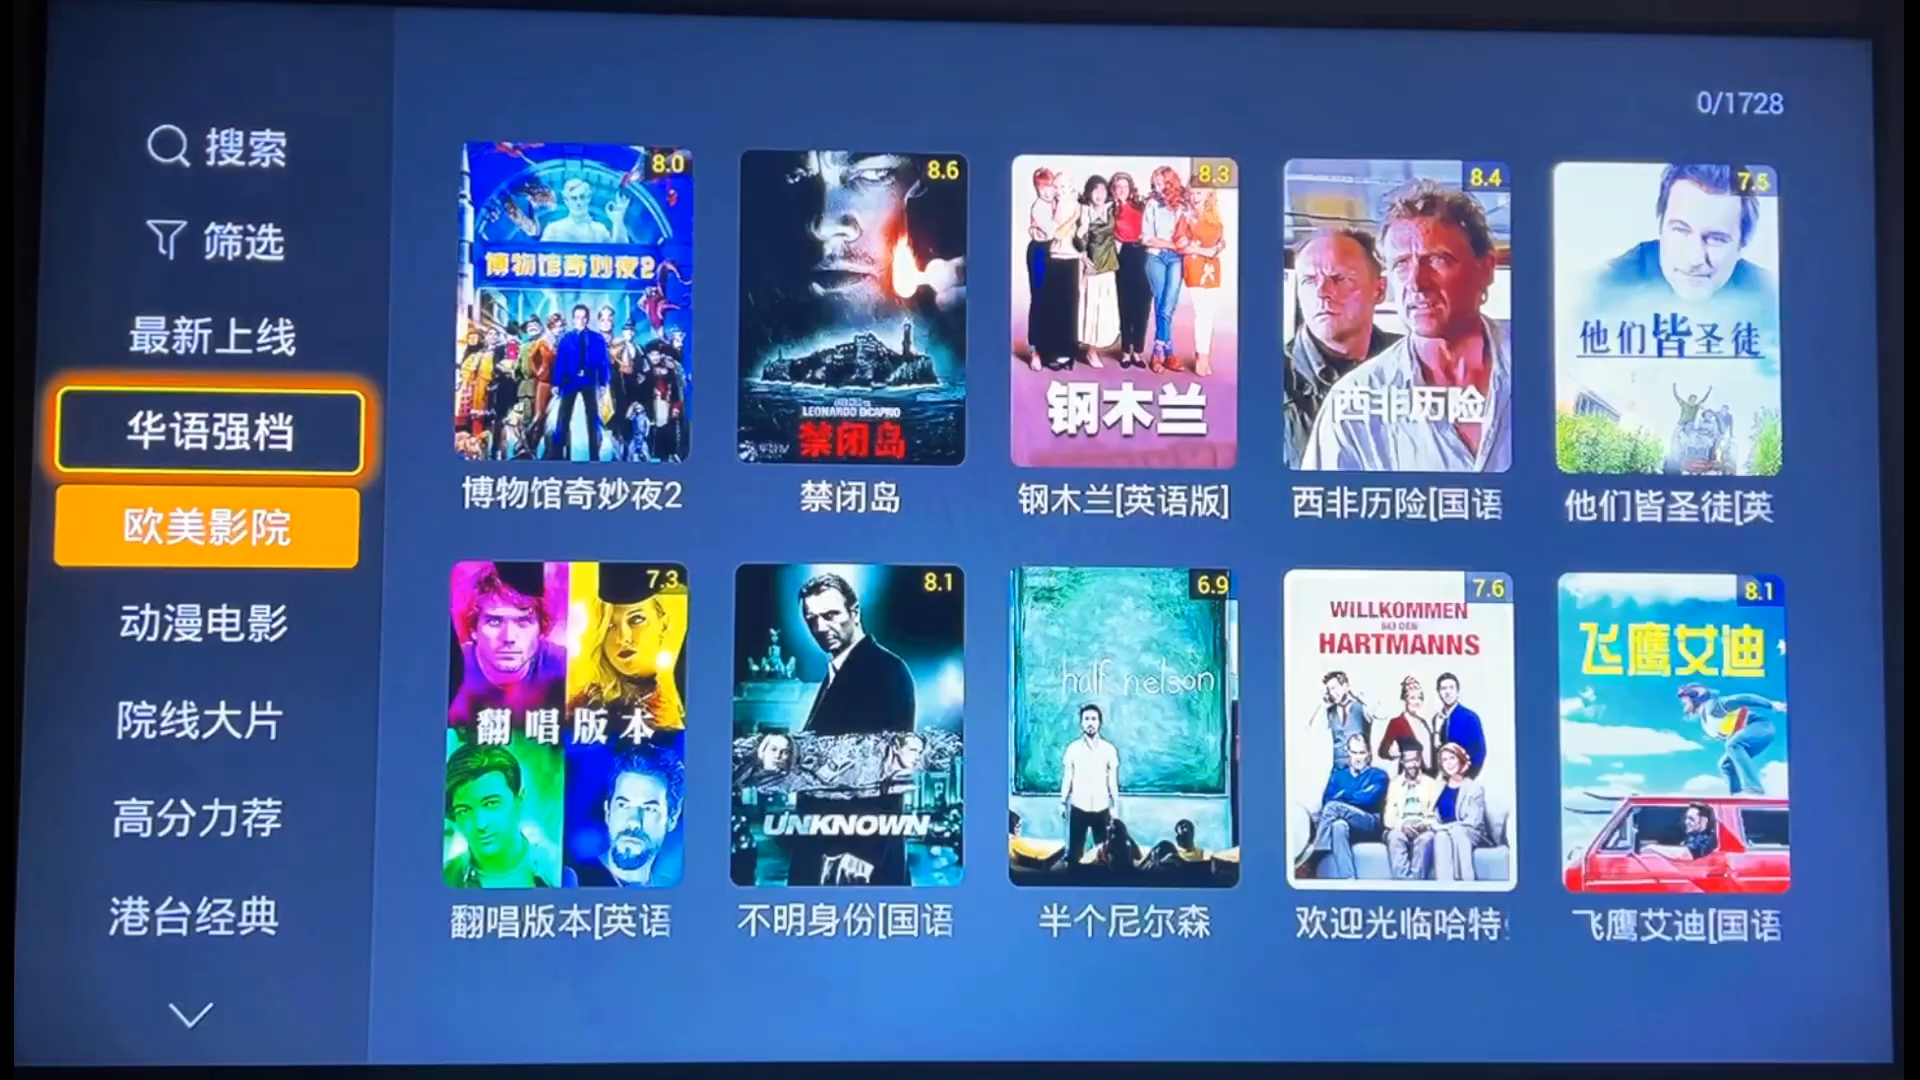 0/1728
搜索
筛选
最新上线
华语强档
欧美影院
动漫电影
院线大片
高分力荐
港台经典
8.0
博物馆奇妙夜2
博物馆奇妙夜2
8.6
LEONARDO DICAPRIO
禁闭岛
禁闭岛
8.3
钢木兰
钢木兰[英语版]
8.4
西非历险
西非历险[国语
7.5
他们皆圣徒
他们皆圣徒[英
7.3
翻唱版本
翻唱版本[英语
8.1
UNKNOWN
不明身份[国语
6.9
half nelson
半个尼尔森
7.6
WILLKOMMEN
BEI DEN
HARTMANNS
欢迎光临哈特
8.1
飞鹰艾迪
飞鹰艾迪[国语